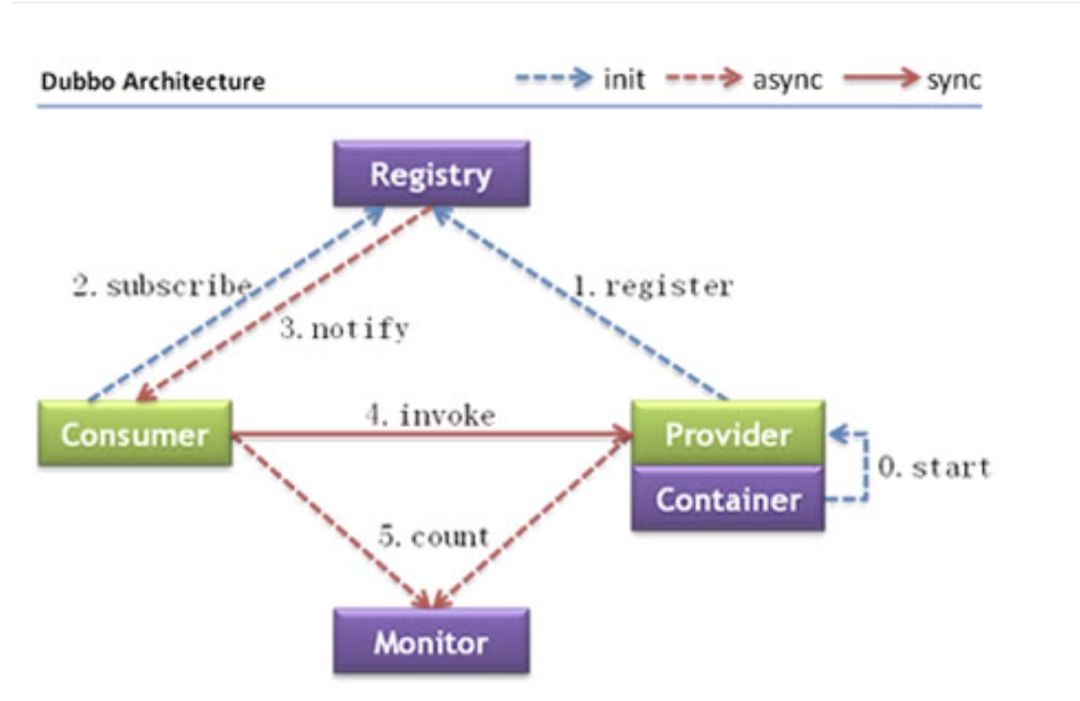 Dubbo Architecture
init async sync
Registry
2. subscribe
1. register
3. notify
4. invoke
Consumer
Provider
0. start
Container
5. count
Monitor